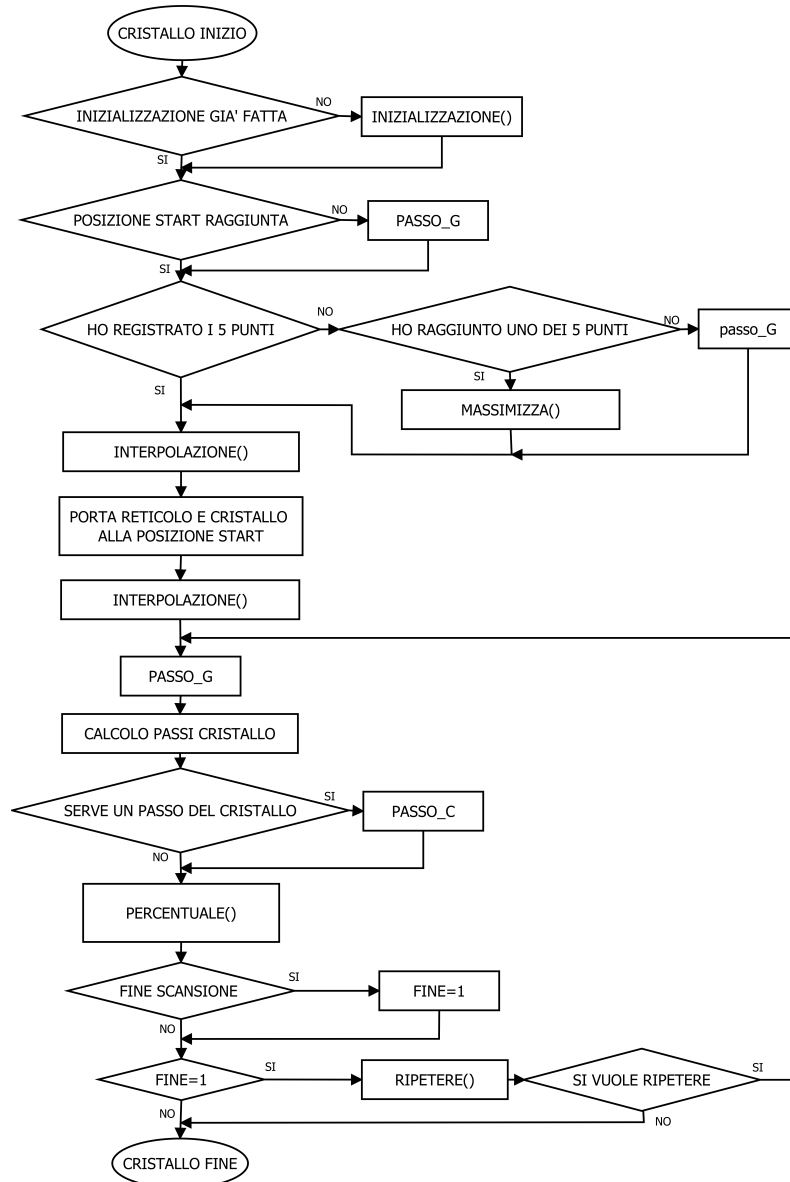 CRISTALLO INIZIO
INIZIALIZZAZIONE GIA' FATTA
NO
INIZIALIZZAZIONE()
SI
POSIZIONE START RAGGIUNTA
NO
PASSO_G
SI
HO REGISTRATO I 5 PUNTI
NO
HO RAGGIUNTO UNO DEI 5 PUNTI
NO
passo_G
SI
SI
MASSIMIZZA()
INTERPOLAZIONE()
PORTA RETICOLO E CRISTALLO
ALLA POSIZIONE START
INTERPOLAZIONE()
PASSO_G
CALCOLO PASSI CRISTALLO
SERVE UN PASSO DEL CRISTALLO
SI
PASSO_C
NO
PERCENTUALE()
FINE SCANSIONE
SI
FINE=1
NO
FINE=1
SI
RIPETERE()
SI VUOLE RIPETERE
SI
NO
NO
CRISTALLO FINE